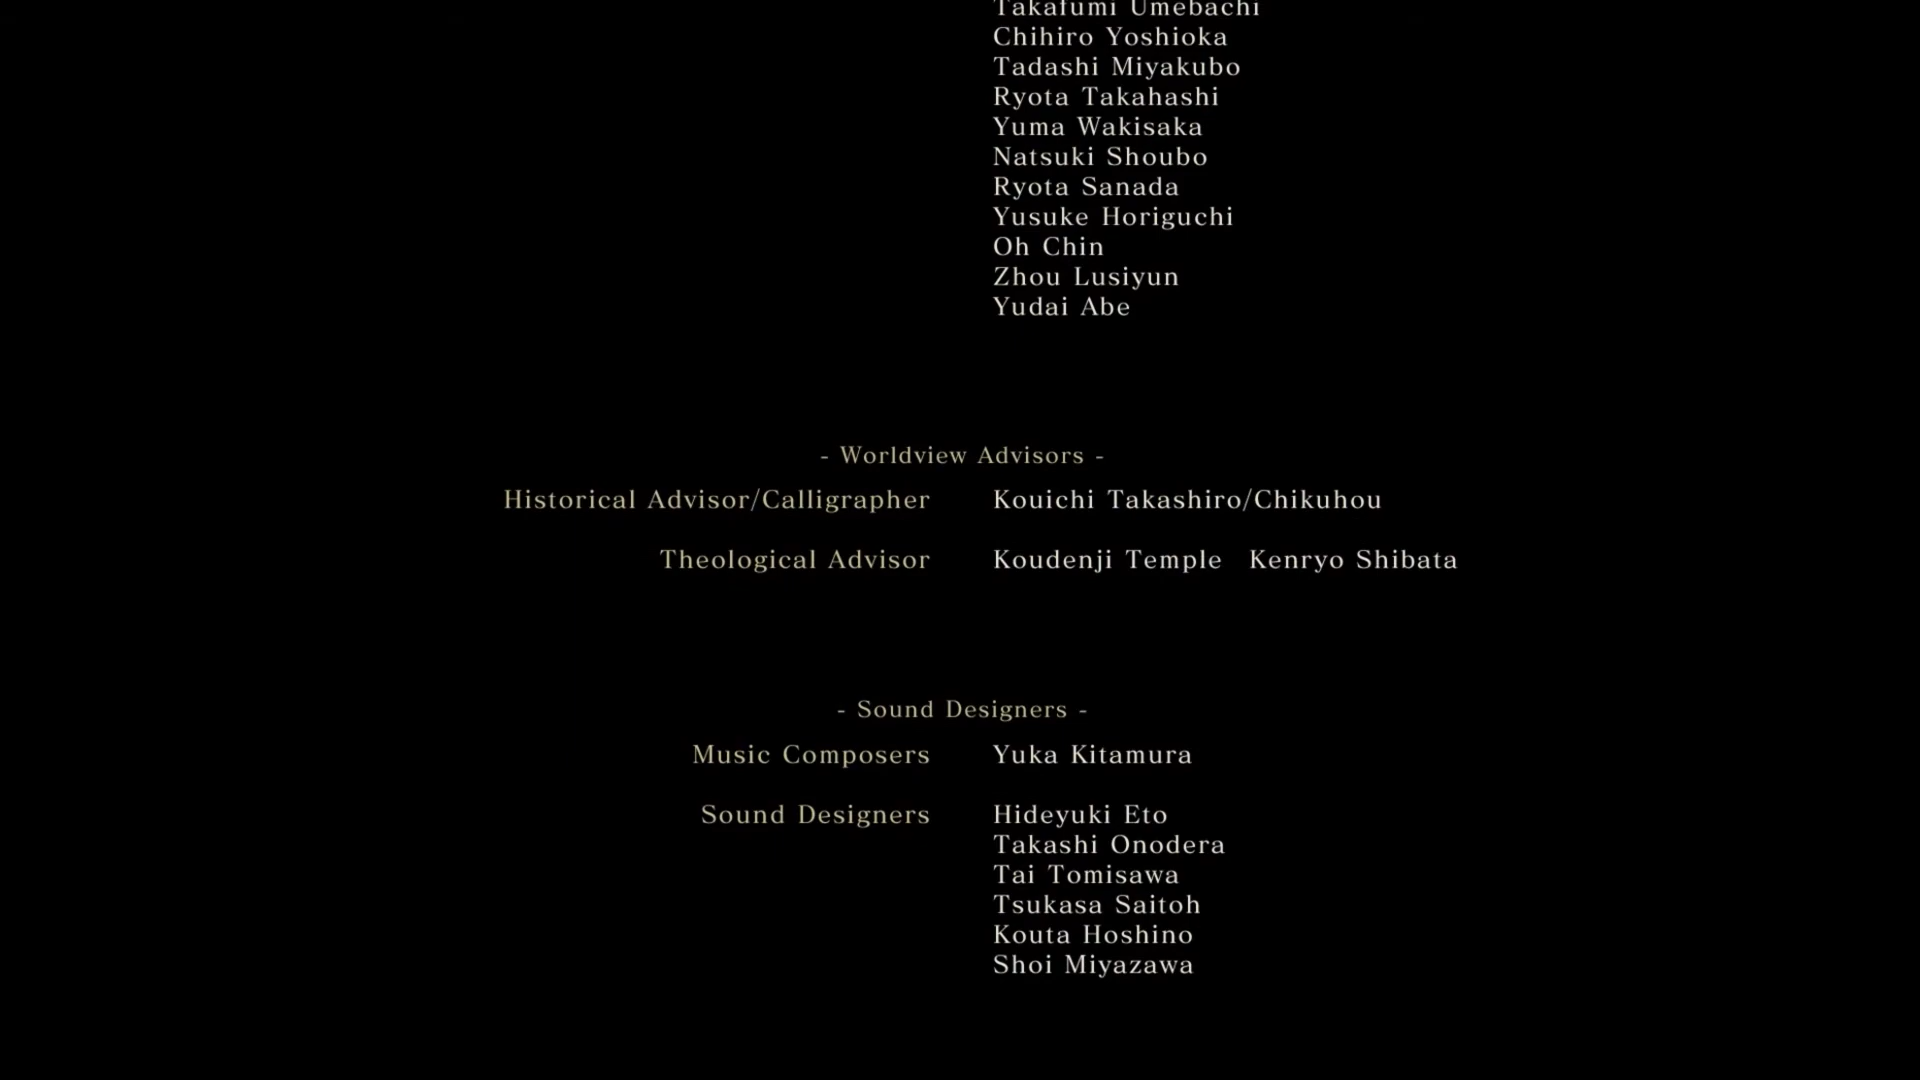 Takafumi Umebachi
Chihiro Yoshioka
Tadashi Miyakubo
Ryota Takahashi
Yuma Wakisaka
Natsuki Shoubo
Ryota Sanada
Yusuke Horiguchi
Oh Chin
Zhou Lusiyun
Yudai Abe
- Worldview Advisors -
Historical Advisor/Calligrapher Kouichi Takashiro/Chikuhou
Theological Advisor Koudenji Temple Kenryo Shibata
- Sound Designers -
Music Composers Yuka Kitamura
Sound Designers Hideyuki Eto
Takashi Onodera
Tai Tomisawa
Tsukasa Saitoh
Kouta Hoshino
Shoi Miyazawa